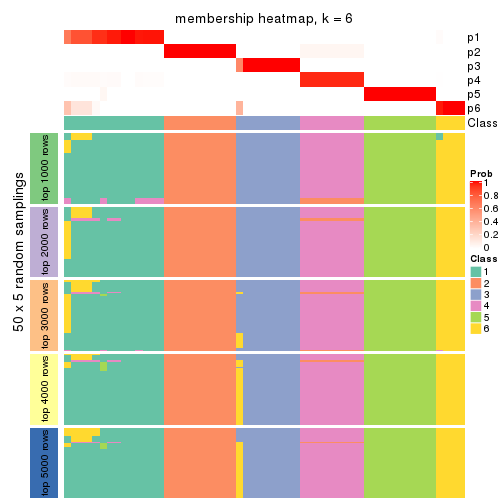 membership heatmap, k = 6
p1
p2
p3
p4
p5
p6
Class
50 x 5 random samplings
top 1000 rows
top 2000 rows
top 3000 rows
top 4000 rows
top 5000 rows
Prob
1
0.8
0.6
0.4
0.2
0
Class
1
2
3
4
5
6